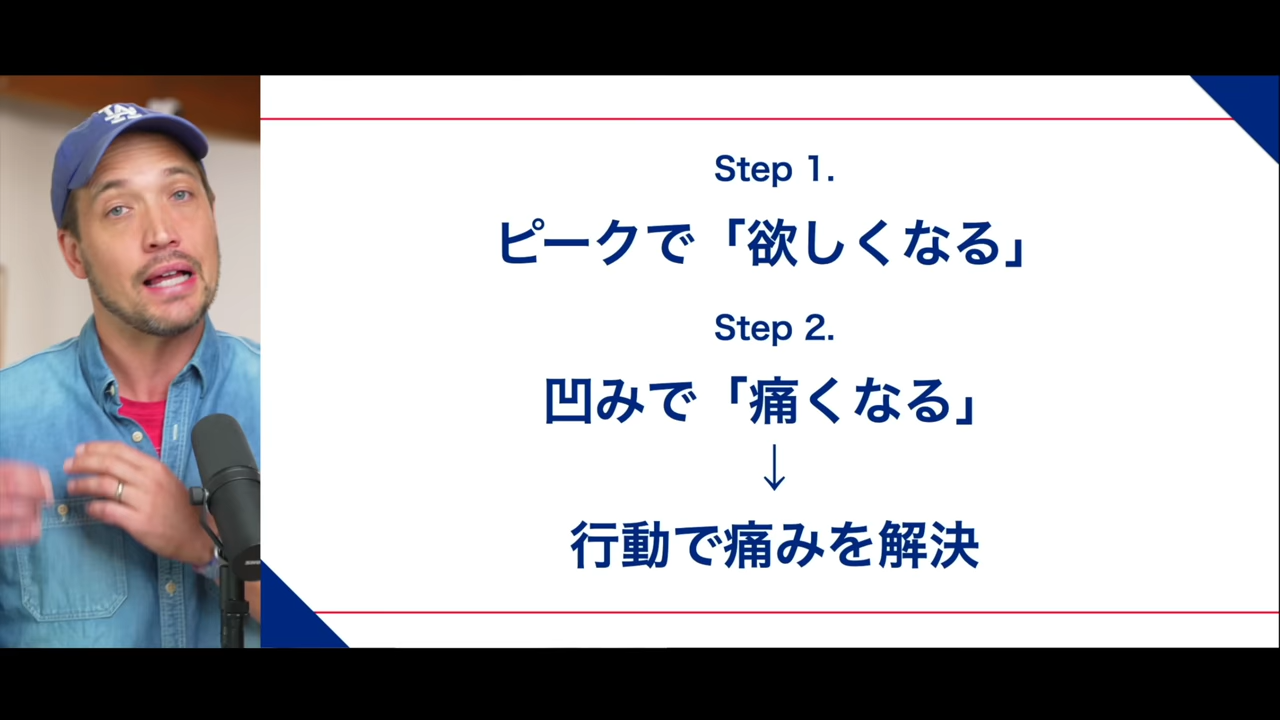 Step 1.
ピークで「欲しくなる」
Step 2.
凹みで「痛くなる」
↓
行動で痛みを解決